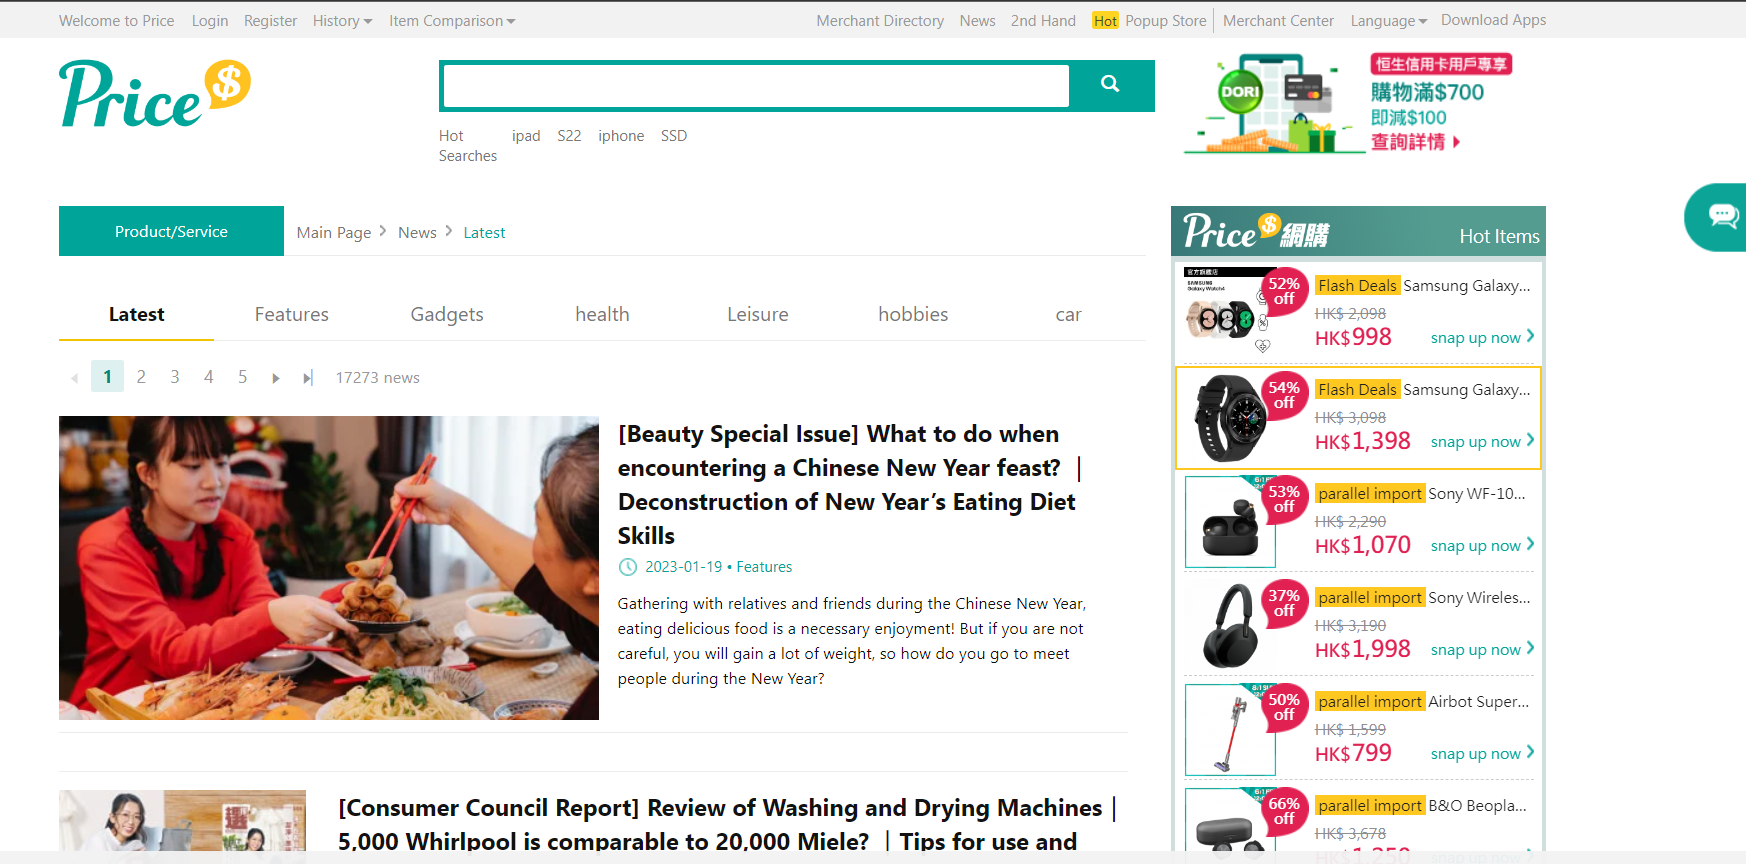 Welcome to Price Login Register History Item Comparison Merchant Directory News 2nd Hand Hot Popup Store Merchant Center Language Download Apps
Price $
Hot Searches
ipad S22 iphone SSD
DORI
恒生信用卡用戶專享
購物滿$700
即減$100
查詢詳情
Product/Service
Main Page News Latest
Latest Features Gadgets health Leisure hobbies car
1 2 3 4 5 17273 news
[Beauty Special Issue] What to do when
encountering a Chinese New Year feast? ｜
Deconstruction of New Year’s Eating Diet
Skills
2023-01-19 • Features
Gathering with relatives and friends during the Chinese New Year,
eating delicious food is a necessary enjoyment! But if you are not
careful, you will gain a lot of weight, so how do you go to meet
people during the New Year?
[Consumer Council Report] Review of Washing and Drying Machines｜
5,000 Whirlpool is comparable to 20,000 Miele? ｜Tips for use and
Price $ 網購 Hot Items
官方旗艦店
SAMSUNG
Galaxy Watch4
52% off
Flash Deals Samsung Galaxy...
HK$ 2,098
HK$998 snap up now
54% off
Flash Deals Samsung Galaxy...
HK$ 3,098
HK$1,398 snap up now
53% off
parallel import Sony WF-10...
HK$ 2,290
HK$1,070 snap up now
37% off
parallel import Sony Wireles...
HK$ 3,190
HK$1,998 snap up now
50% off
parallel import Airbot Super...
HK$ 1,599
HK$799 snap up now
66% off
parallel import B&O Beopla...
HK$ 3,678
HK$1,250